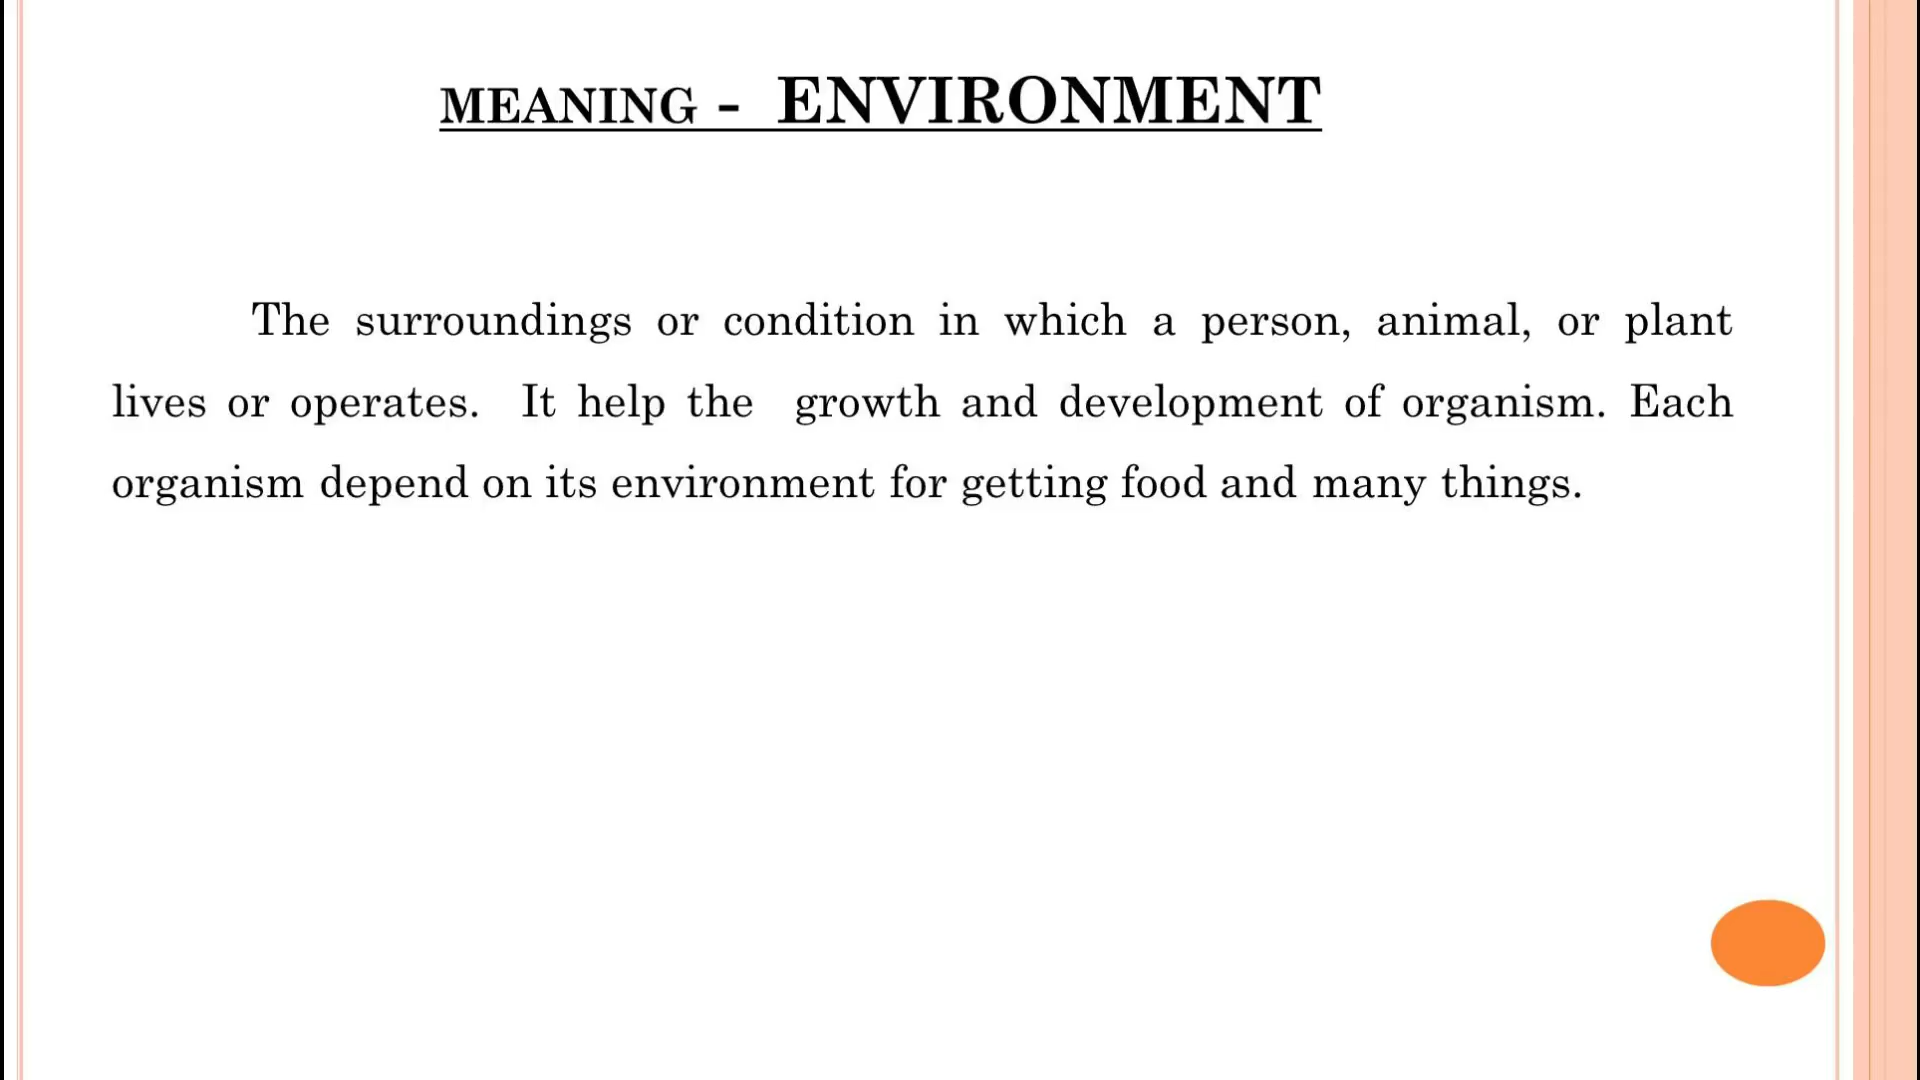 MEANING - ENVIRONMENT
The surroundings or condition in which a person, animal, or plant
lives or operates. It help the growth and development of organism. Each
organism depend on its environment for getting food and many things.